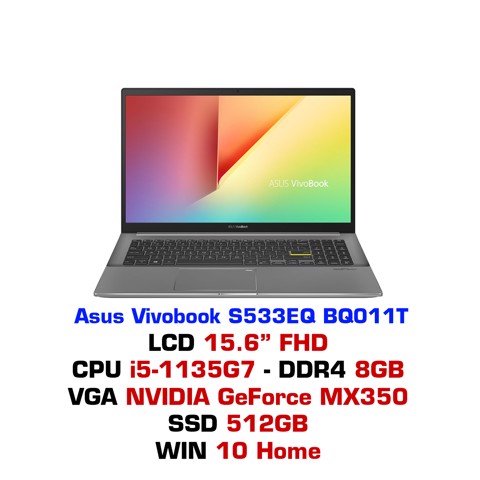 ASUS VivoBook
Asus Vivobook S533EQ BQ011T
LCD 15.6” FHD
CPU i5-1135G7 - DDR4 8GB
VGA NVIDIA GeForce MX350
SSD 512GB
WIN 10 Home